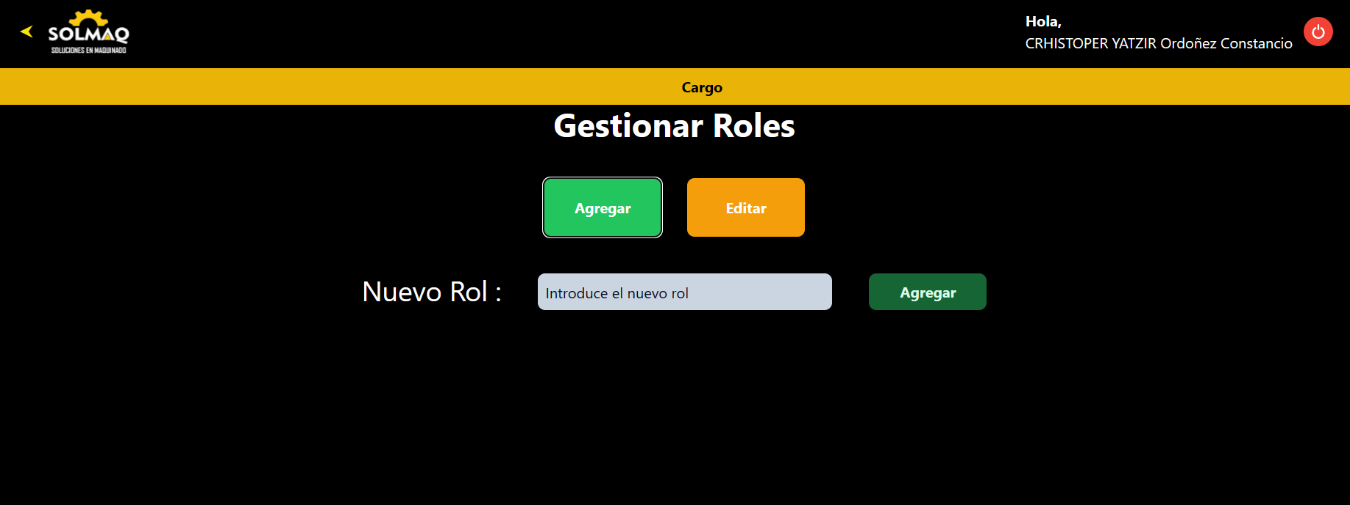 SOLMAQ
SOLUCIONES EN MAQUINADO
Hola,
CRHISTOPER YATZIR Ordoñez Constancio
Cargo
Gestionar Roles
Agregar
Editar
Nuevo Rol :
Introduce el nuevo rol
Agregar